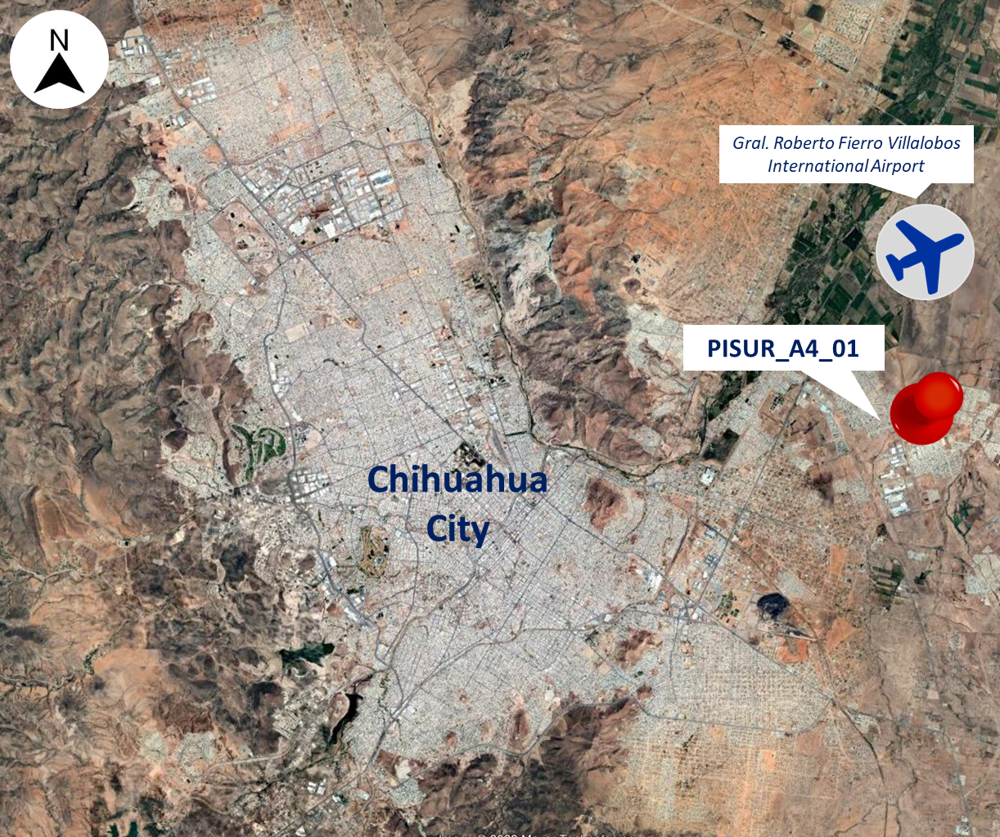 N
Gral. Roberto Fierro Villalobos
International Airport
PISUR_A4_01
Chihuahua
City